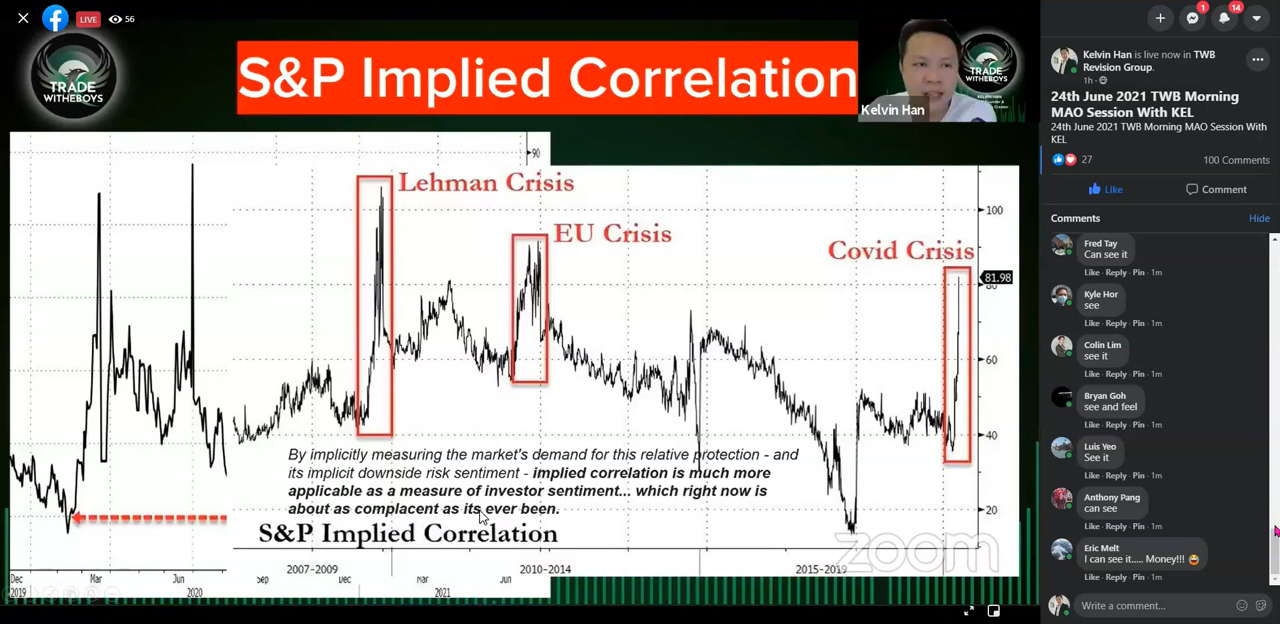 LIVE
56
TRADE
WITHEBOYS
S&P Implied Correlation
TRADE
WITHEBOYS
Kelvin Han
90
Lehman Crisis
EU Crisis
Covid Crisis
100
81.98
80
60
40
20
By implicitly measuring the market's demand for this relative protection - and
its implicit downside risk sentiment - implied correlation is much more
applicable as a measure of investor sentiment... which right now is
about as complacent as its ever been.
S&P Implied Correlation
zoom
2007-2009
2010-2014
2015-2019
Dec
Mar
Jun
Sep
Dec
Mar
Jun
2019
2020
2021
1
14
Kelvin Han is live now in TWB
Revision Group.
1h
24th June 2021 TWB Morning
MAO Session With KEL
24th June 2021 TWB Morning MAO Session With
KEL
27
100 Comments
Like
Comment
Comments
Hide
Fred Tay
Can see it
Like · Reply · Pin · 1m
Kyle Hor
see
Like · Reply · Pin · 1m
Colin Lim
see it
Like · Reply · Pin · 1m
Bryan Goh
see and feel
Like · Reply · Pin · 1m
Luis Yeo
See it
Like · Reply · Pin · 1m
Anthony Pang
can see
Like · Reply · Pin · 1m
Eric Melt
I can see it..... Money!!! 😆
Like · Reply · Pin · 1m
Write a comment...